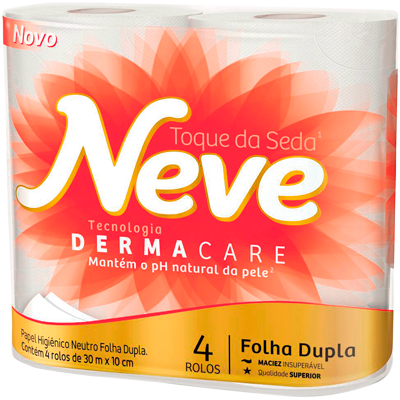 Novo
Toque da Seda¹
Neve
Tecnologia
DERMACARE
Mantém o pH natural da pele²
Papel Higiênico Neutro Folha Dupla.
Contém 4 rolos de 30 m x 10 cm
4
ROLOS
Folha Dupla
MACIEZ INSUPERÁVEL
Qualidade SUPERIOR